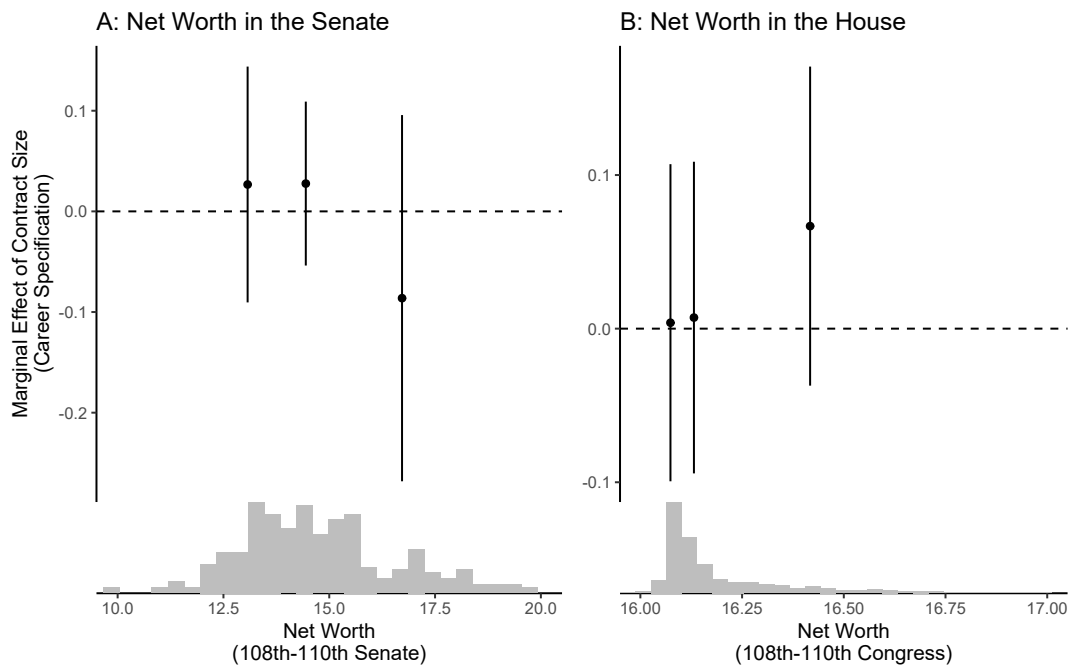 A: Net Worth in the Senate
Marginal Effect of Contract Size
(Career Specification)
0.1
0.0
-0.1
-0.2
10.0 12.5 15.0 17.5 20.0
Net Worth
(108th-110th Senate)
B: Net Worth in the House
0.1
0.0
-0.1
16.00 16.25 16.50 16.75 17.00
Net Worth
(108th-110th Congress)